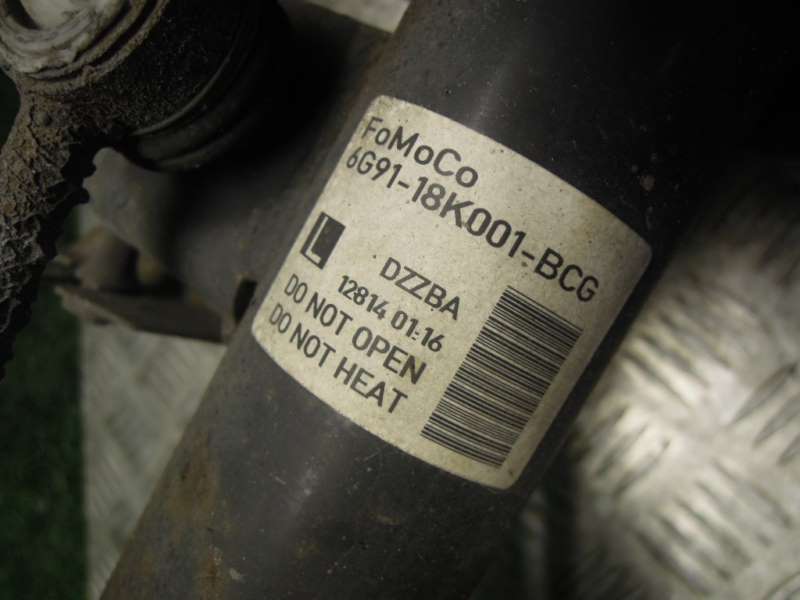 FoMoCo
6G91-18K001-BCG
L
DZZBA
12814 01:16
DO NOT OPEN
DO NOT HEAT